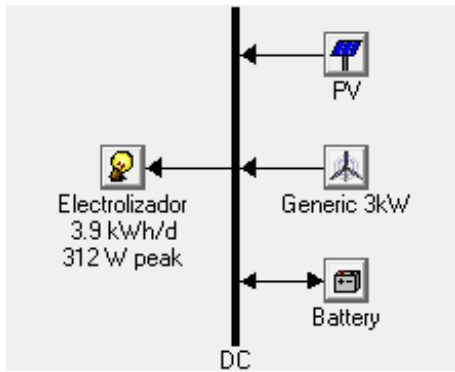 PV
Electrolizador
3.9 kWh/d
312 W peak
Generic 3kW
Battery
DC